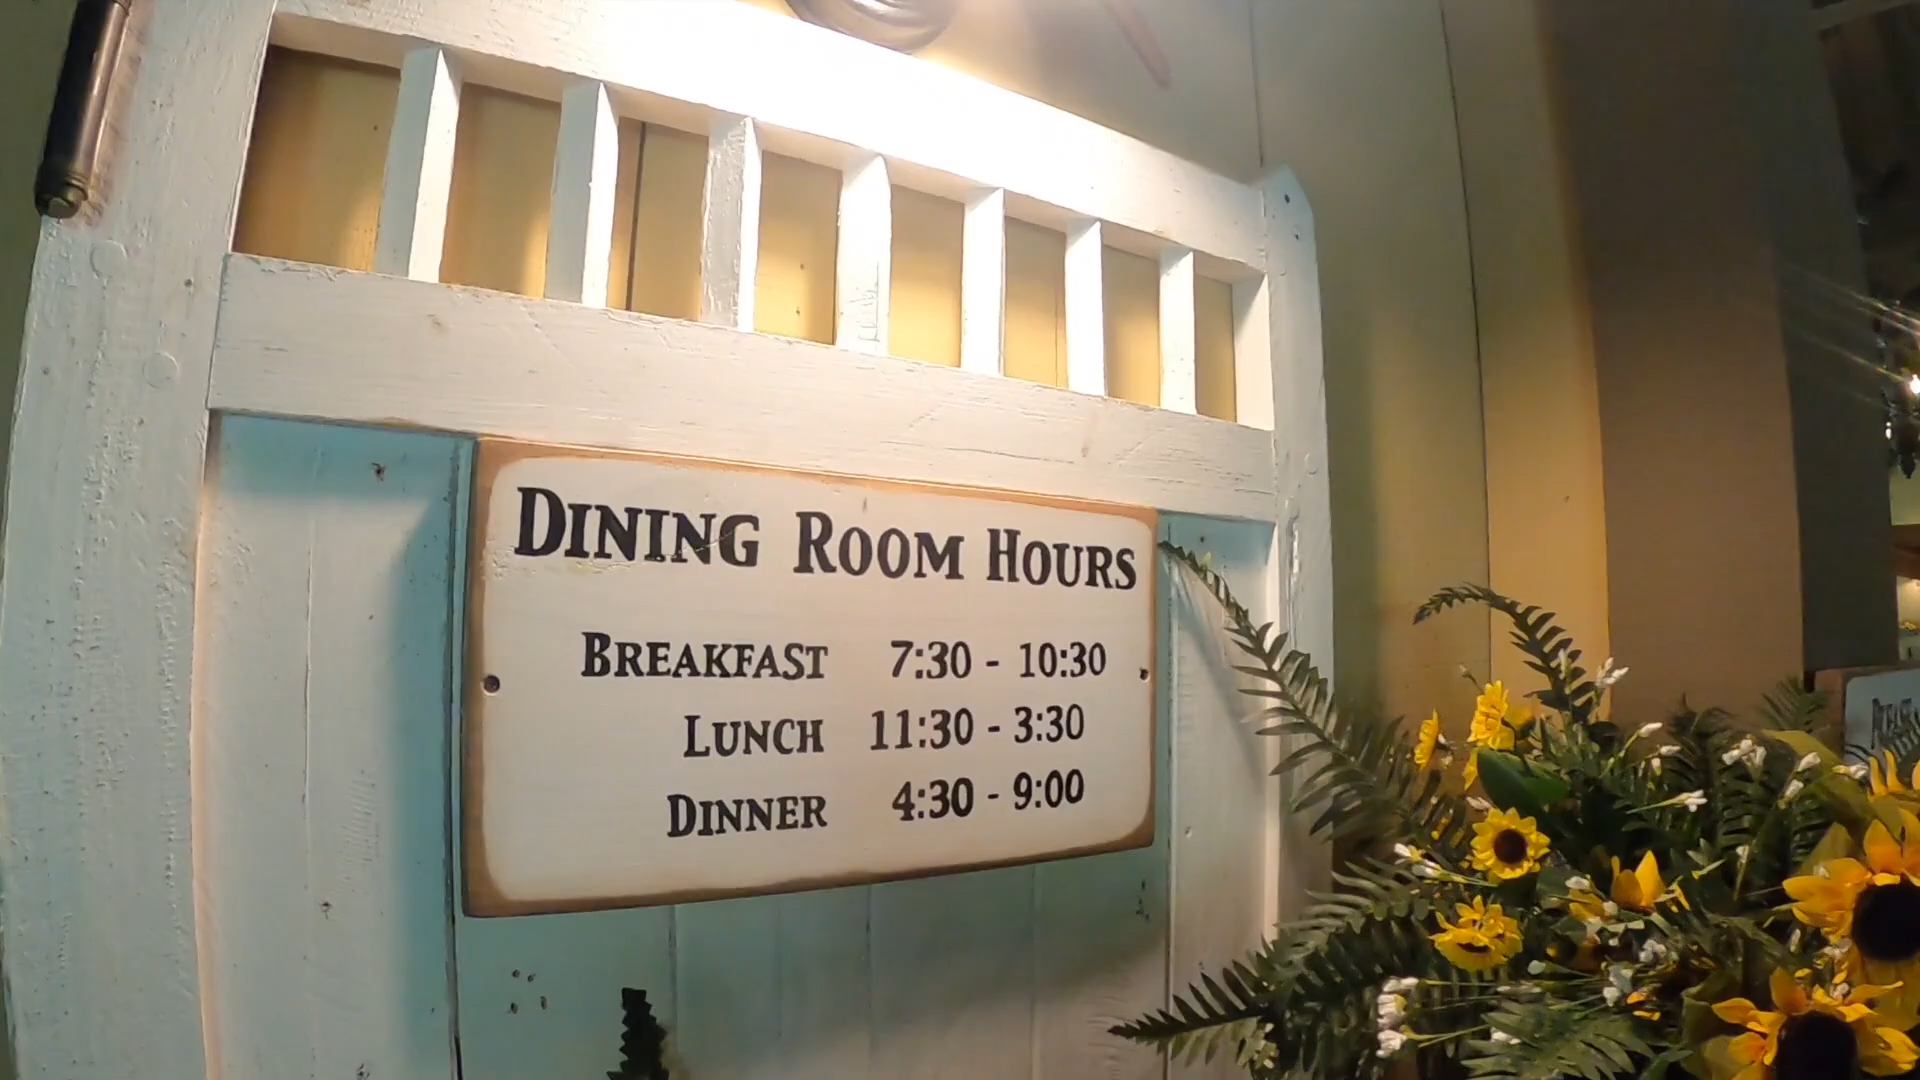 DINING ROOM HOURS
BREAKFAST 7:30 - 10:30
LUNCH 11:30 - 3:30
DINNER 4:30 - 9:00